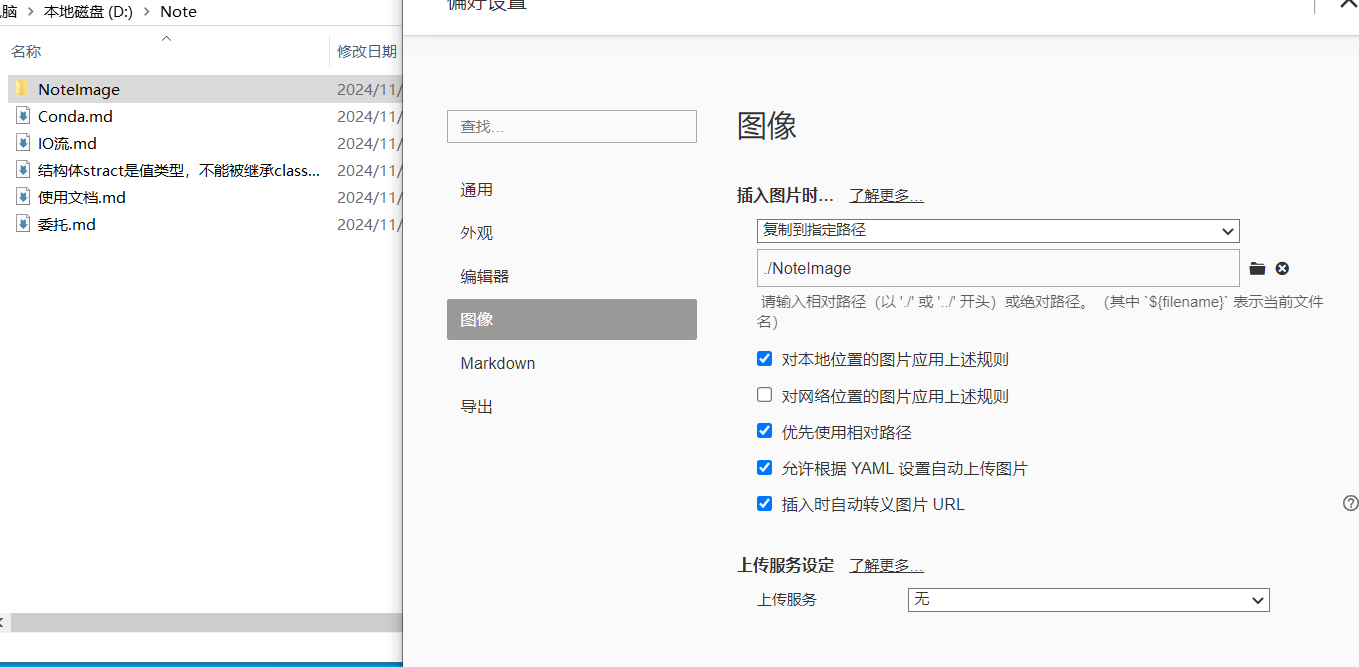 脑 › 本地磁盘 (D:) › Note
名称 修改日期
NoteImage 2024/11/
Conda.md 2024/11/
IO流.md 2024/11/
结构体stract是值类型，不能被继承class... 2024/11/
使用文档.md 2024/11/
委托.md 2024/11/
偏好设置
查找...
通用
外观
编辑器
图像
Markdown
导出
图像
插入图片时... 了解更多...
复制到指定路径
./NoteImage
请输入相对路径（以 './' 或 '../' 开头）或绝对路径。（其中 `${filename}` 表示当前文件
名）
对本地位置的图片应用上述规则
对网络位置的图片应用上述规则
优先使用相对路径
允许根据 YAML 设置自动上传图片
插入时自动转义图片 URL
上传服务设定 了解更多...
上传服务 无